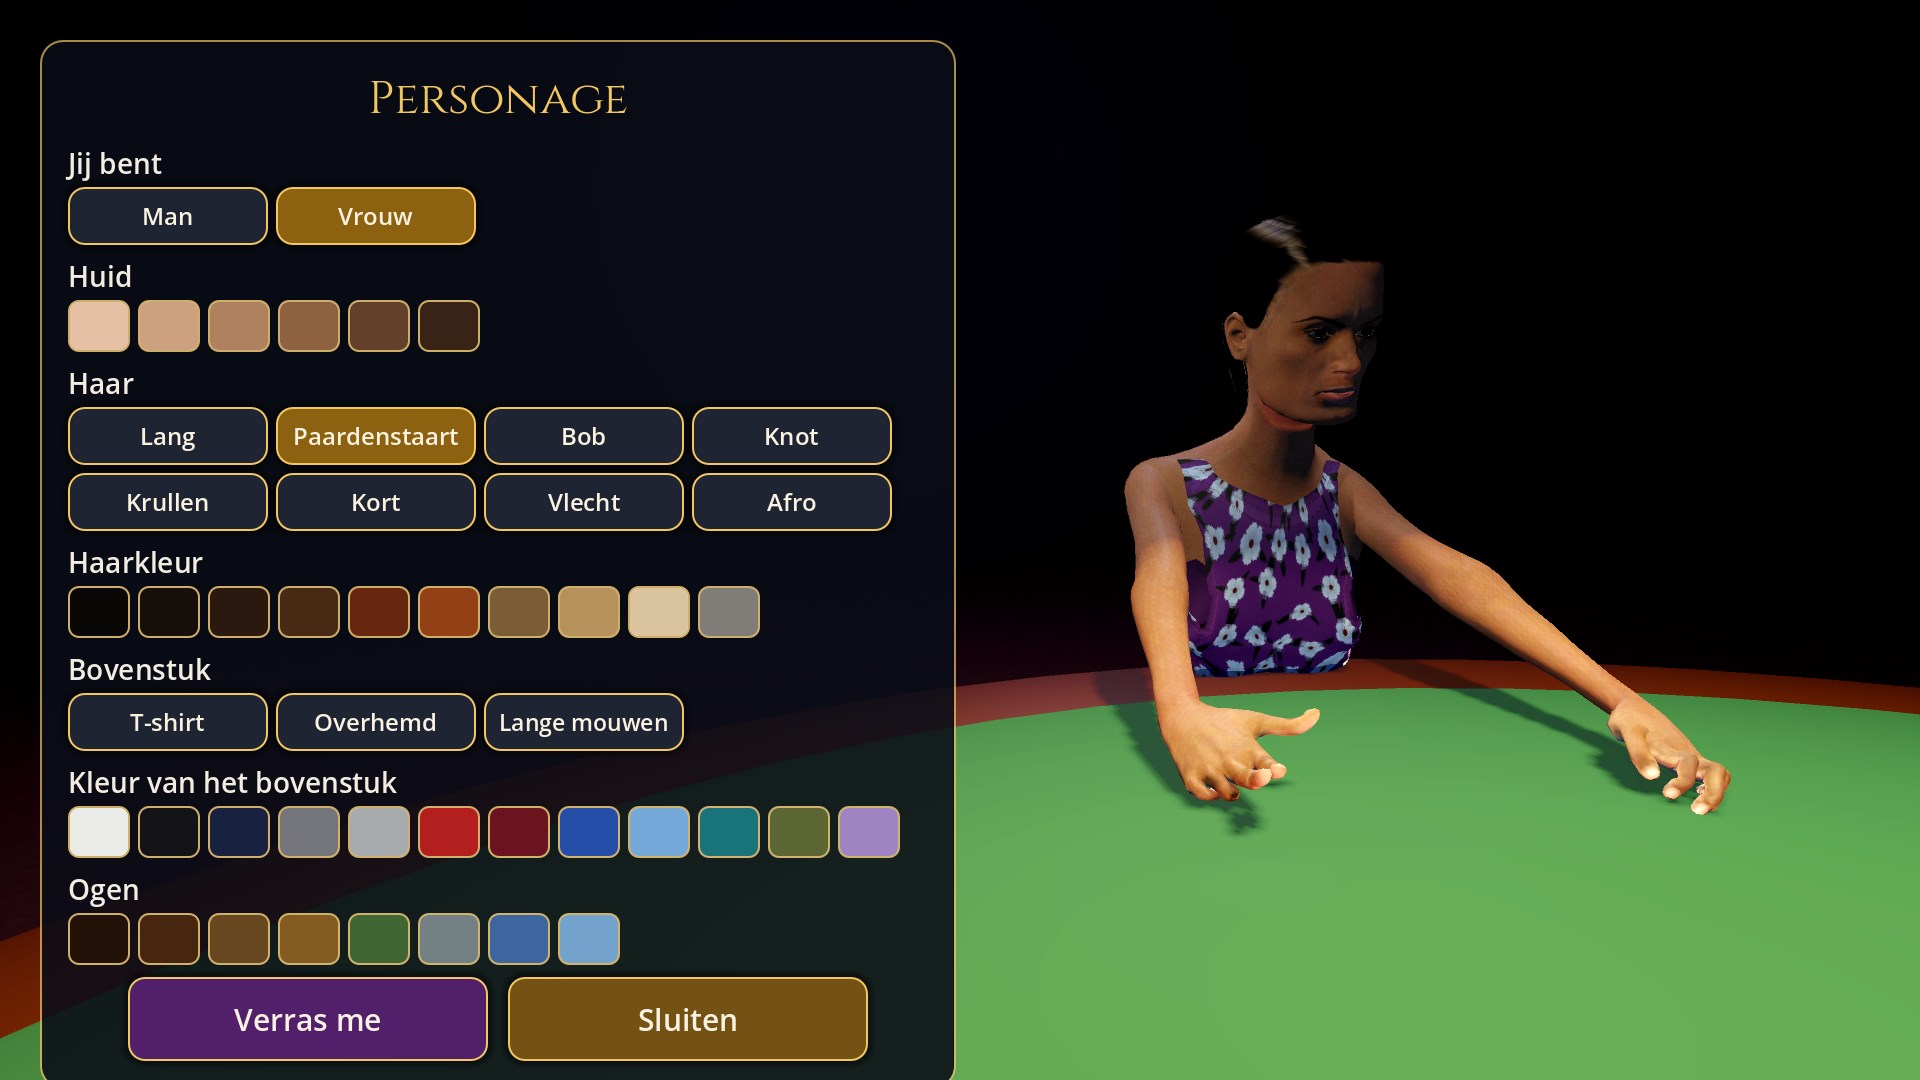 Personage
Jij bent
Man Vrouw
Huid
Haar
Lang Paardenstaart Bob Knot
Krullen Kort Vlecht Afro
Haarkleur
Bovenstuk
T-shirt Overhemd Lange mouwen
Kleur van het bovenstuk
Ogen
Verras me Sluiten